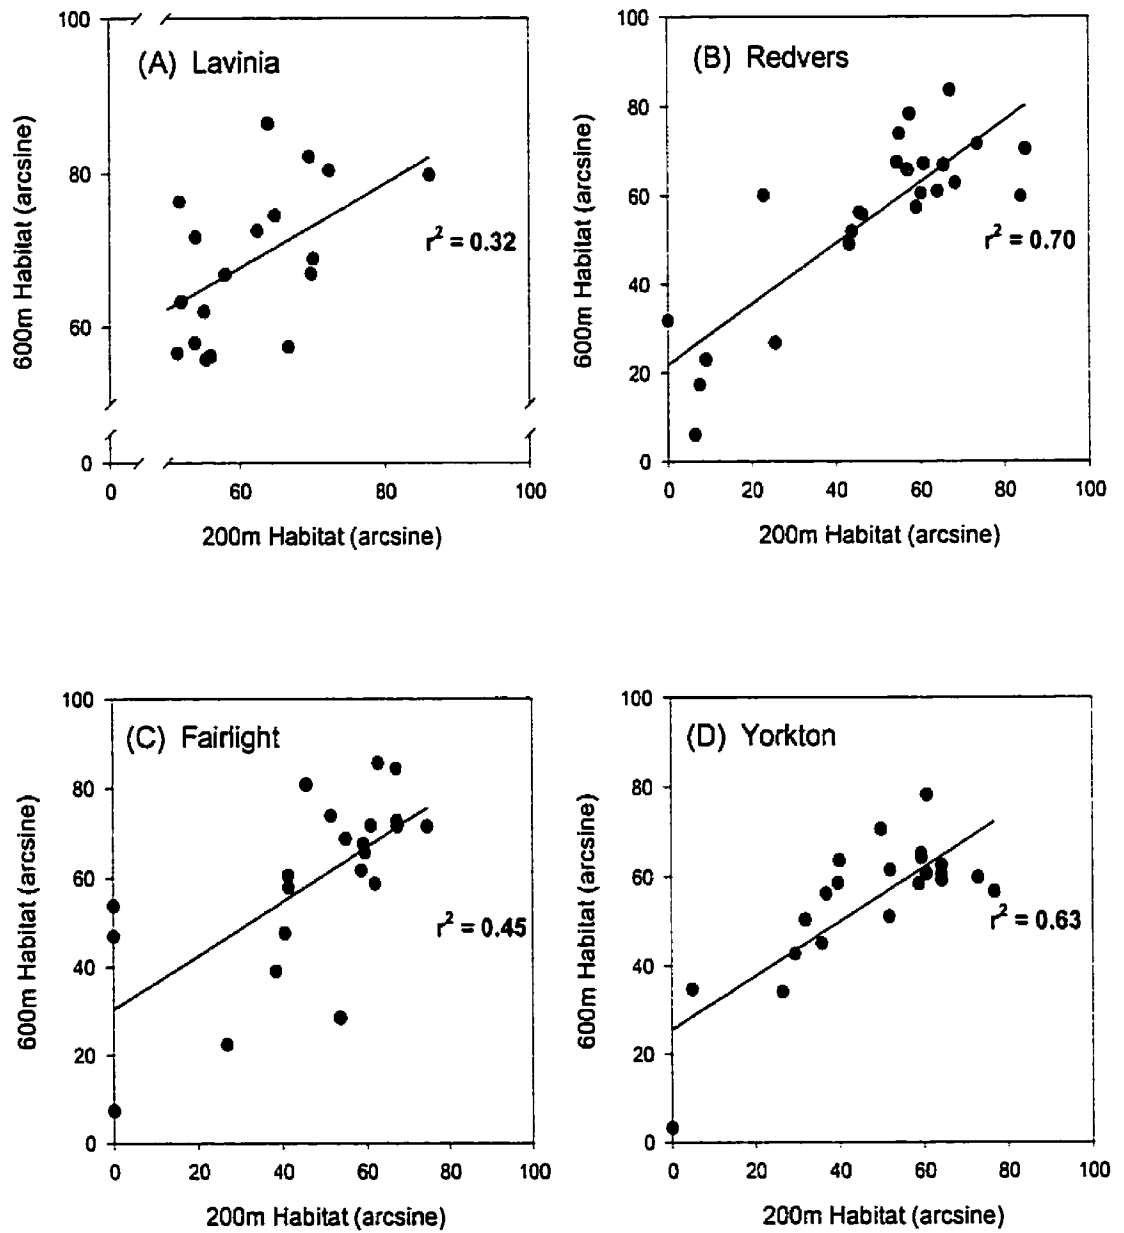 (A) Lavinia
100
80
60
0
600m Habitat (arcsine)
r² = 0.32
0 60 80 100
200m Habitat (arcsine)
(B) Redvers
100
80
60
40
20
0
600m Habitat (arcsine)
r² = 0.70
0 20 40 60 80 100
200m Habitat (arcsine)
(C) Fairlight
100
80
60
40
20
0
600m Habitat (arcsine)
r² = 0.45
0 20 40 60 80 100
200m Habitat (arcsine)
(D) Yorkton
100
80
60
40
20
0
600m Habitat (arcsine)
r² = 0.63
0 20 40 60 80 100
200m Habitat (arcsine)